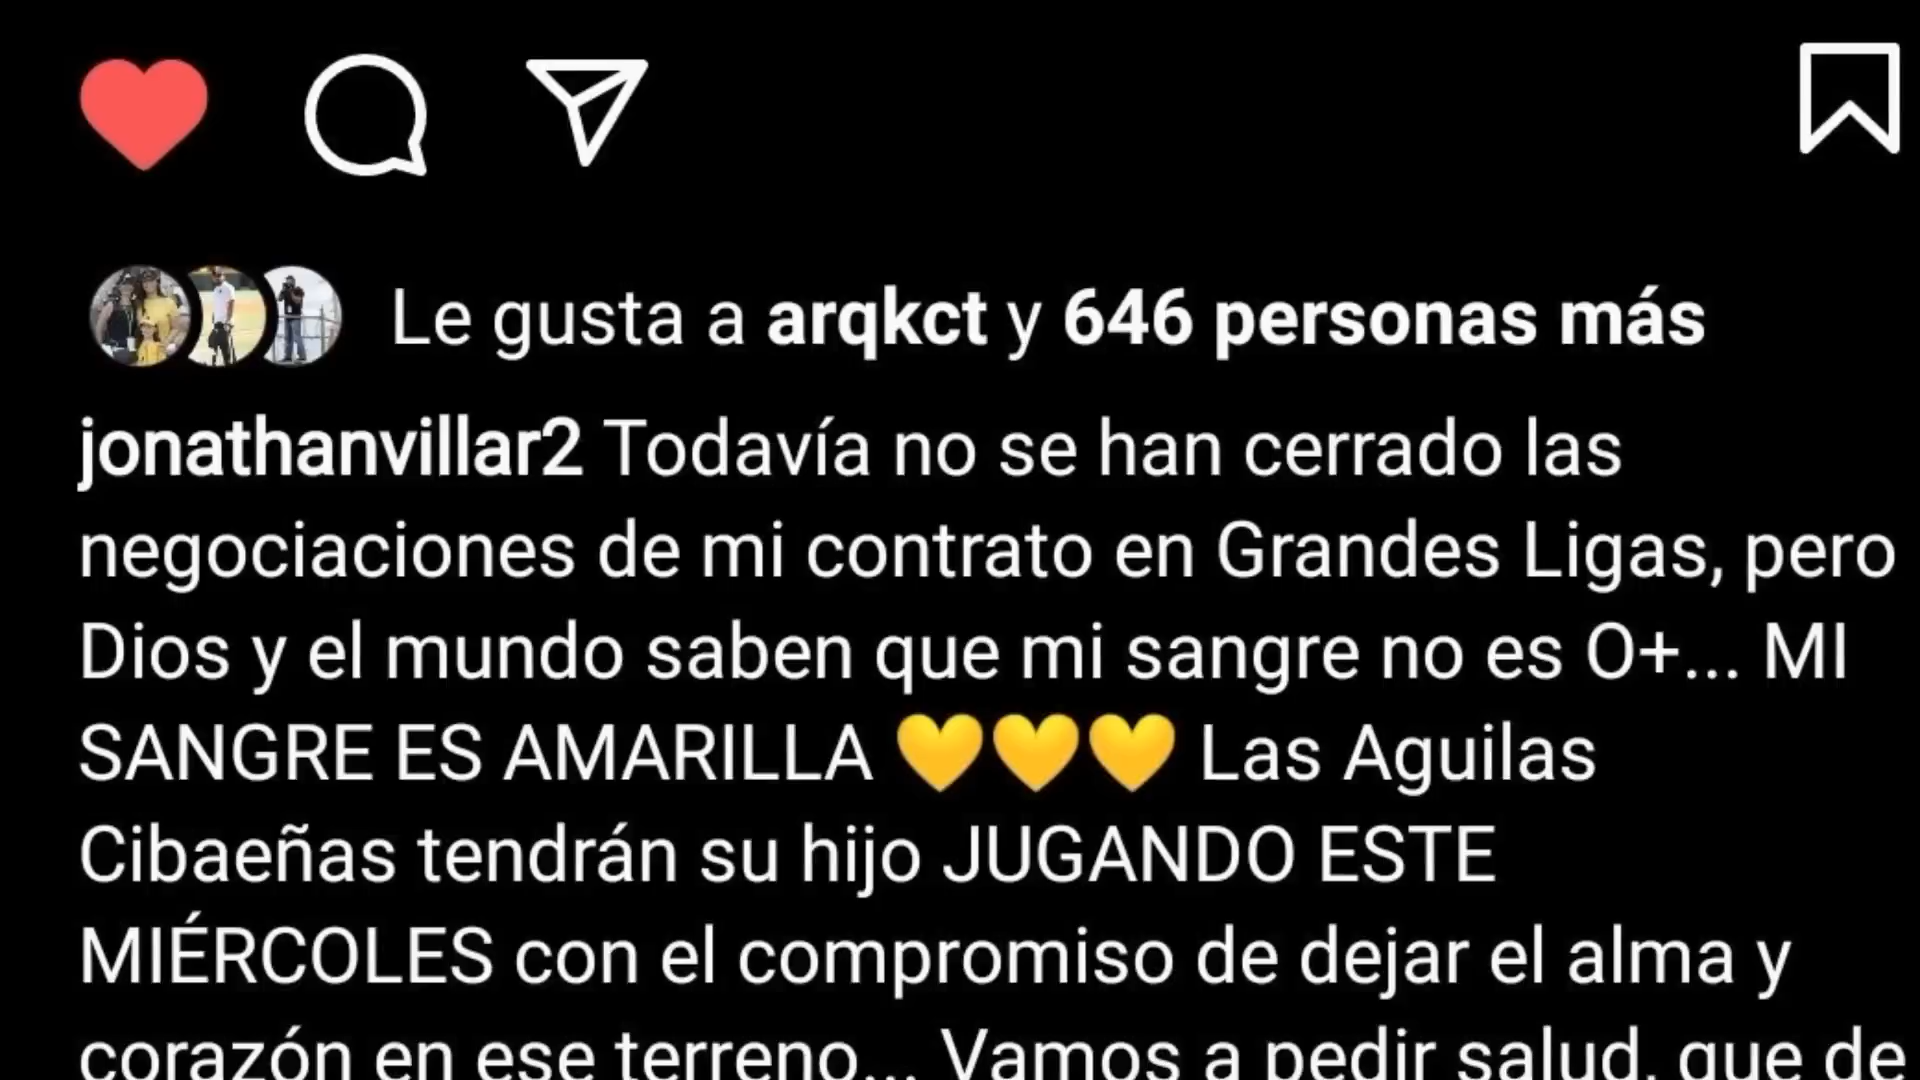 Le gusta a arqkct y 646 personas más
jonathanvillar2 Todavía no se han cerrado las
negociaciones de mi contrato en Grandes Ligas, pero
Dios y el mundo saben que mi sangre no es O+... MI
SANGRE ES AMARILLA 💛💛💛 Las Aguilas
Cibaeñas tendrán su hijo JUGANDO ESTE
MIÉRCOLES con el compromiso de dejar el alma y
corazón en ese terreno... Vamos a pedir salud, que de